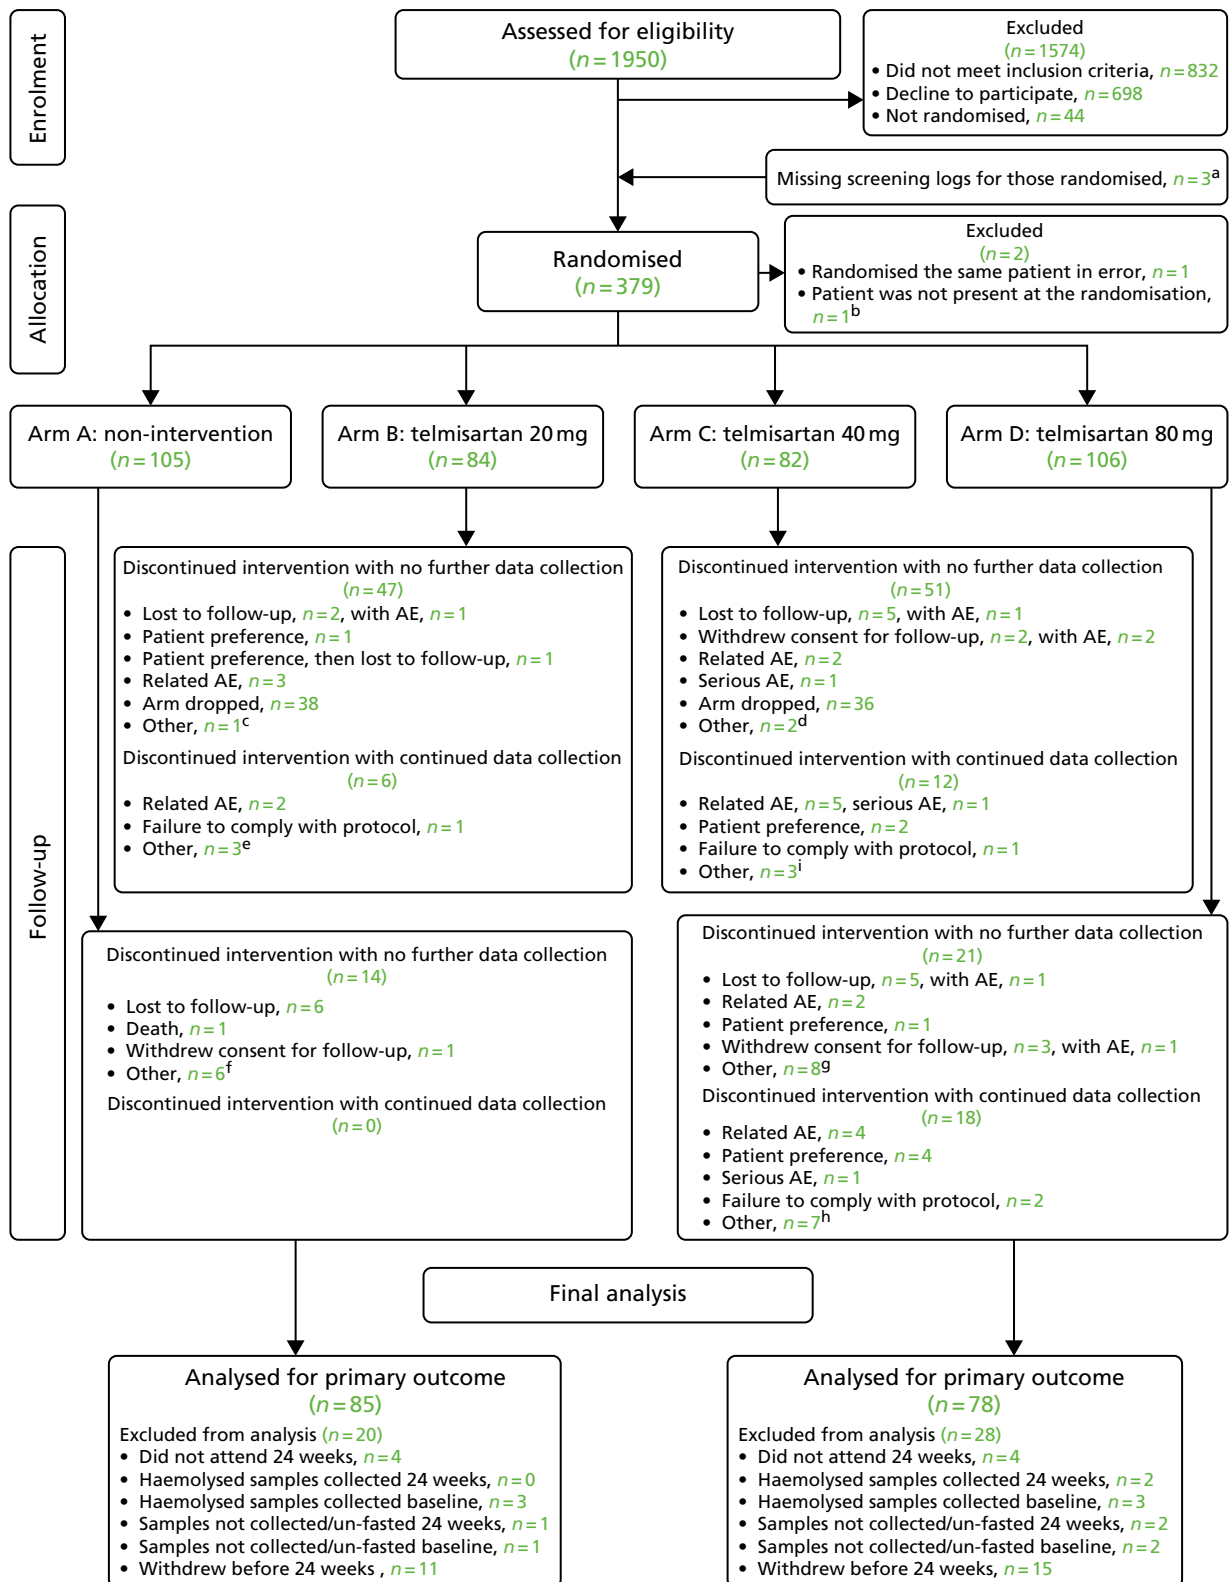 Enrolment
Assessed for eligibility
(n=1950)
Excluded
(n=1574)
• Did not meet inclusion criteria, n=832
• Decline to participate, n=698
• Not randomised, n=44
Missing screening logs for those randomised, n=3a
Allocation
Randomised
(n=379)
Excluded
(n=2)
• Randomised the same patient in error, n=1
• Patient was not present at the randomisation,
n=1b
Arm A: non-intervention
(n=105)
Arm B: telmisartan 20 mg
(n=84)
Arm C: telmisartan 40 mg
(n=82)
Arm D: telmisartan 80 mg
(n=106)
Follow-up
Discontinued intervention with no further data collection
(n=47)
• Lost to follow-up, n=2, with AE, n=1
• Patient preference, n=1
• Patient preference, then lost to follow-up, n=1
• Related AE, n=3
• Arm dropped, n=38
• Other, n=1c
Discontinued intervention with continued data collection
(n=6)
• Related AE, n=2
• Failure to comply with protocol, n=1
• Other, n=3e
Discontinued intervention with no further data collection
(n=51)
• Lost to follow-up, n=5, with AE, n=1
• Withdrew consent for follow-up, n=2, with AE, n=2
• Related AE, n=2
• Serious AE, n=1
• Arm dropped, n=36
• Other, n=2d
Discontinued intervention with continued data collection
(n=12)
• Related AE, n=5, serious AE, n=1
• Patient preference, n=2
• Failure to comply with protocol, n=1
• Other, n=3i
Discontinued intervention with no further data collection
(n=14)
• Lost to follow-up, n=6
• Death, n=1
• Withdrew consent for follow-up, n=1
• Other, n=6f
Discontinued intervention with continued data collection
(n=0)
Discontinued intervention with no further data collection
(n=21)
• Lost to follow-up, n=5, with AE, n=1
• Related AE, n=2
• Patient preference, n=1
• Withdrew consent for follow-up, n=3, with AE, n=1
• Other, n=8g
Discontinued intervention with continued data collection
(n=18)
• Related AE, n=4
• Patient preference, n=4
• Serious AE, n=1
• Failure to comply with protocol, n=2
• Other, n=7h
Final analysis
Analysed for primary outcome
(n=85)
Excluded from analysis (n=20)
• Did not attend 24 weeks, n=4
• Haemolysed samples collected 24 weeks, n=0
• Haemolysed samples collected baseline, n=3
• Samples not collected/un-fasted 24 weeks, n=1
• Samples not collected/un-fasted baseline, n=1
• Withdrew before 24 weeks , n=11
Analysed for primary outcome
(n=78)
Excluded from analysis (n=28)
• Did not attend 24 weeks, n=4
• Haemolysed samples collected 24 weeks, n=2
• Haemolysed samples collected baseline, n=3
• Samples not collected/un-fasted 24 weeks, n=2
• Samples not collected/un-fasted baseline, n=2
• Withdrew before 24 weeks, n=15